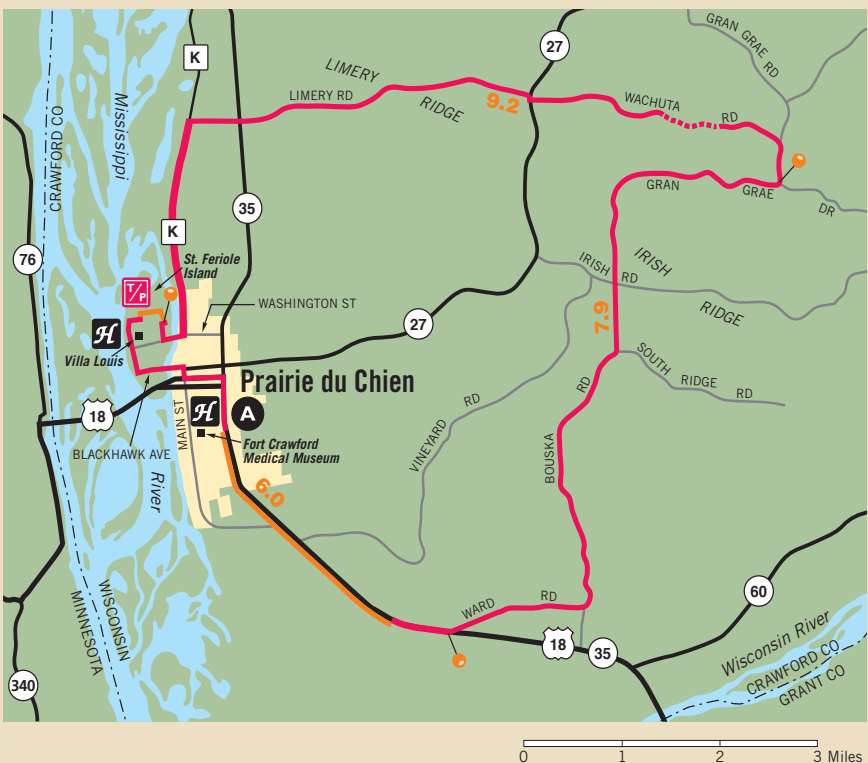 K
LIMERY
LIMERY RD
RIDGE
9.2
27
GRAN GRAE RD
WACHUTA
RD
GRAN
GRAE
DR
CRAWFORD CO
Mississippi
76
K
35
T/P
St. Feriole
Island
WASHINGTON ST
IRISH
IRISH RD
RIDGE
7.9
27
H
Villa Louis
Prairie du Chien
SOUTH
RIDGE
RD
18
MAIN ST
H
A
BLACKHAWK AVE
Fort Crawford
Medical Museum
River
VINEYARD
RD
BOUSKA
RD
6.0
WISCONSIN
MINNESOTA
WARD
RD
18
35
60
Wisconsin River
CRAWFORD CO
GRANT CO
340
0 1 2 3 Miles